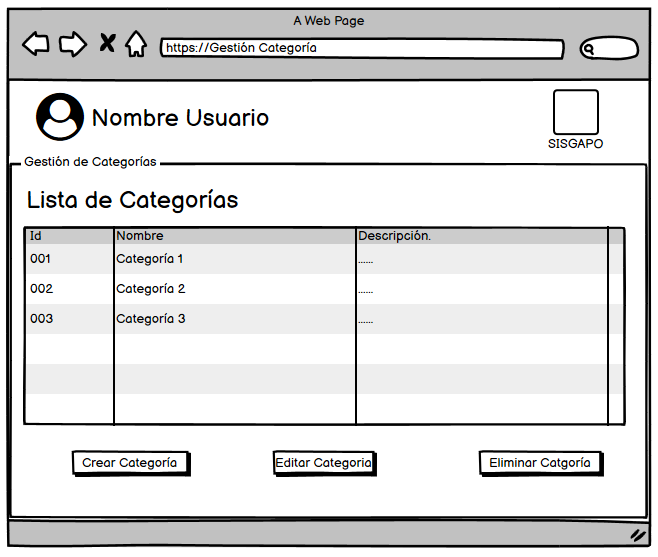 A Web Page
https://Gestión Categoría
Nombre Usuario
SISGAPO
Gestión de Categorías
Lista de Categorías
Id Nombre Descripción.
001 Categoría 1 ......
002 Categoría 2 ......
003 Categoría 3 ......
Crear Categoría Editar Categoria Eliminar Catgoría